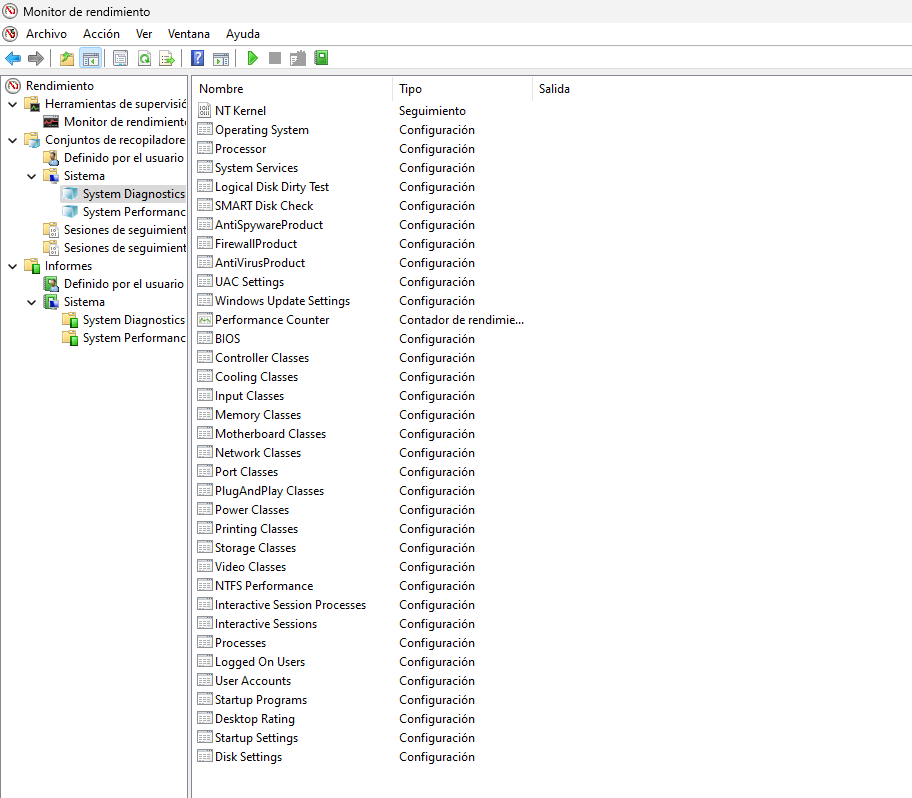 Monitor de rendimiento
Archivo Acción Ver Ventana Ayuda
Rendimiento
Herramientas de supervisió
Monitor de rendimient
Conjuntos de recopiladore
Definido por el usuario
Sistema
System Diagnostics
System Performanc
Sesiones de seguimient
Sesiones de seguimient
Informes
Definido por el usuario
Sistema
System Diagnostics
System Performanc
Nombre Tipo Salida
NT Kernel Seguimiento
Operating System Configuración
Processor Configuración
System Services Configuración
Logical Disk Dirty Test Configuración
SMART Disk Check Configuración
AntiSpywareProduct Configuración
FirewallProduct Configuración
AntiVirusProduct Configuración
UAC Settings Configuración
Windows Update Settings Configuración
Performance Counter Contador de rendimie...
BIOS Configuración
Controller Classes Configuración
Cooling Classes Configuración
Input Classes Configuración
Memory Classes Configuración
Motherboard Classes Configuración
Network Classes Configuración
Port Classes Configuración
PlugAndPlay Classes Configuración
Power Classes Configuración
Printing Classes Configuración
Storage Classes Configuración
Video Classes Configuración
NTFS Performance Configuración
Interactive Session Processes Configuración
Interactive Sessions Configuración
Processes Configuración
Logged On Users Configuración
User Accounts Configuración
Startup Programs Configuración
Desktop Rating Configuración
Startup Settings Configuración
Disk Settings Configuración